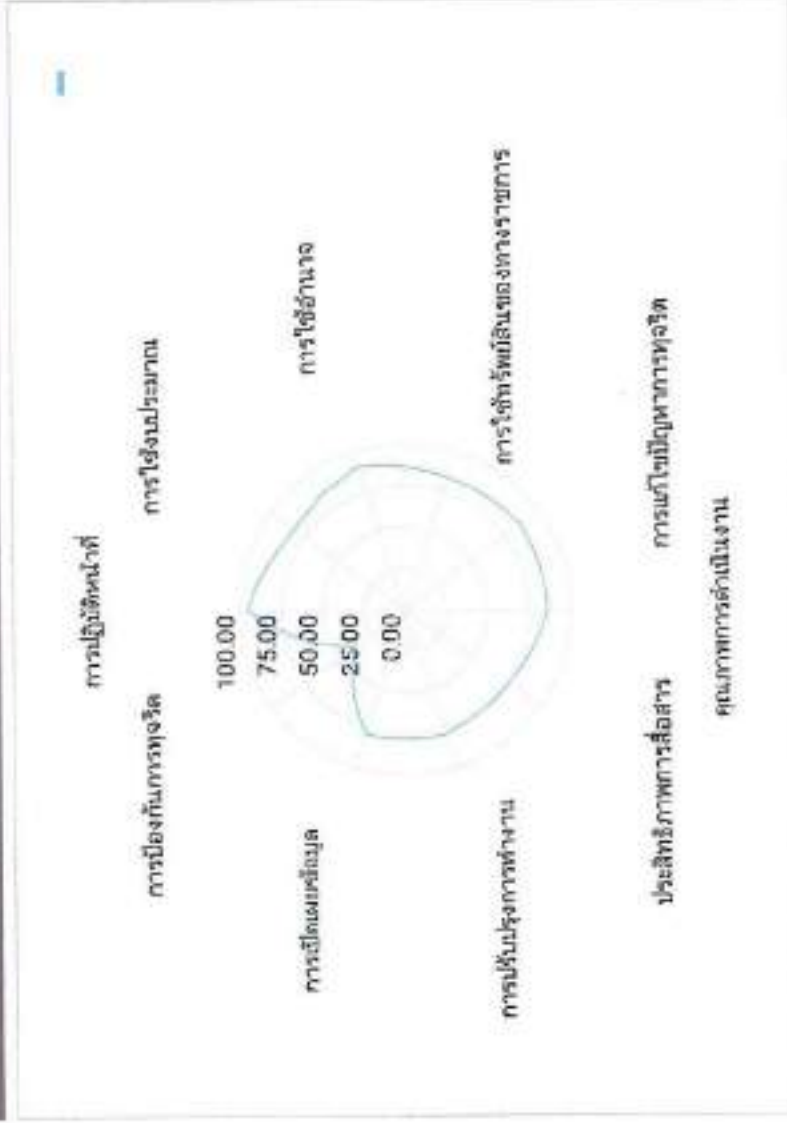 การปฏิบัติหน้าที่
การป้องกันการทุจริต
การใช้งบประมาณ
100.00
75.00
50.00
25.00
0.00
การเปิดเผยข้อมูล
การใช้อำนาจ
การปรับปรุงการทำงาน
การใช้ทรัพย์สินของทางราชการ
ประสิทธิภาพการสื่อสาร
การแก้ไขปัญหาการทุจริต
คุณภาพการดำเนินงาน